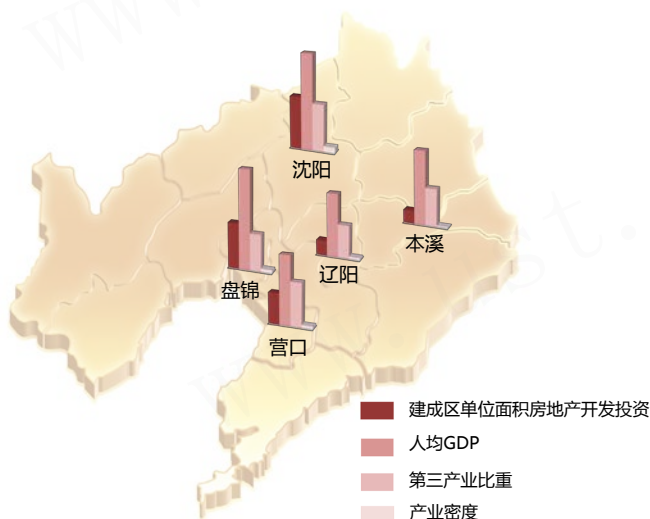 沈阳
本溪
辽阳
盘锦
营口
建成区单位面积房地产开发投资
人均GDP
第三产业比重
产业密度